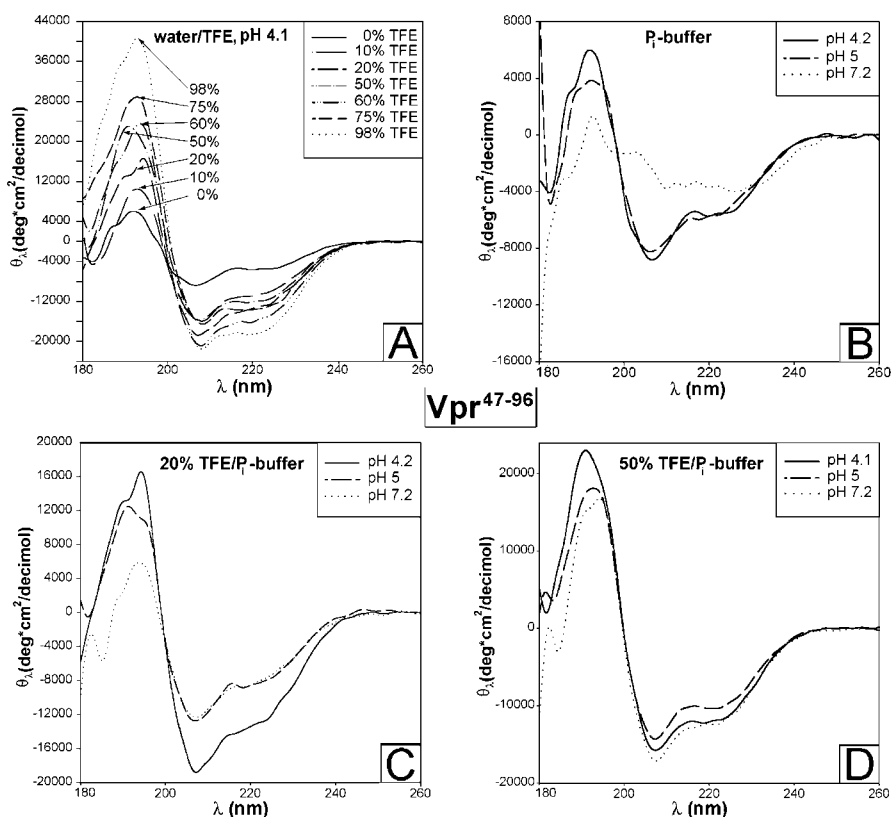 water/TFE, pH 4.1
0% TFE
10% TFE
20% TFE
50% TFE
60% TFE
75% TFE
98% TFE
98%
75%
60%
50%
20%
10%
0%
44000
40000
36000
32000
28000
24000
20000
16000
12000
8000
4000
0
-4000
-8000
-12000
-16000
-20000
θλ(deg*cm²/decimol)
180 200 220 240 260
λ (nm)
A
Pi-buffer
pH 4.2
pH 5
pH 7.2
8000
4000
0
-4000
-8000
-12000
-16000
θλ(deg*cm²/decimol)
180 200 220 240 260
λ (nm)
B
Vpr47-96
20% TFE/Pi-buffer
pH 4.2
pH 5
pH 7.2
20000
16000
12000
8000
4000
0
-4000
-8000
-12000
-16000
-20000
θλ(deg*cm²/decimol)
180 200 220 240 260
λ (nm)
C
50% TFE/Pi-buffer
pH 4.1
pH 5
pH 7.2
20000
10000
0
-10000
-20000
θλ(deg*cm²/decimol)
180 200 220 240 260
λ (nm)
D